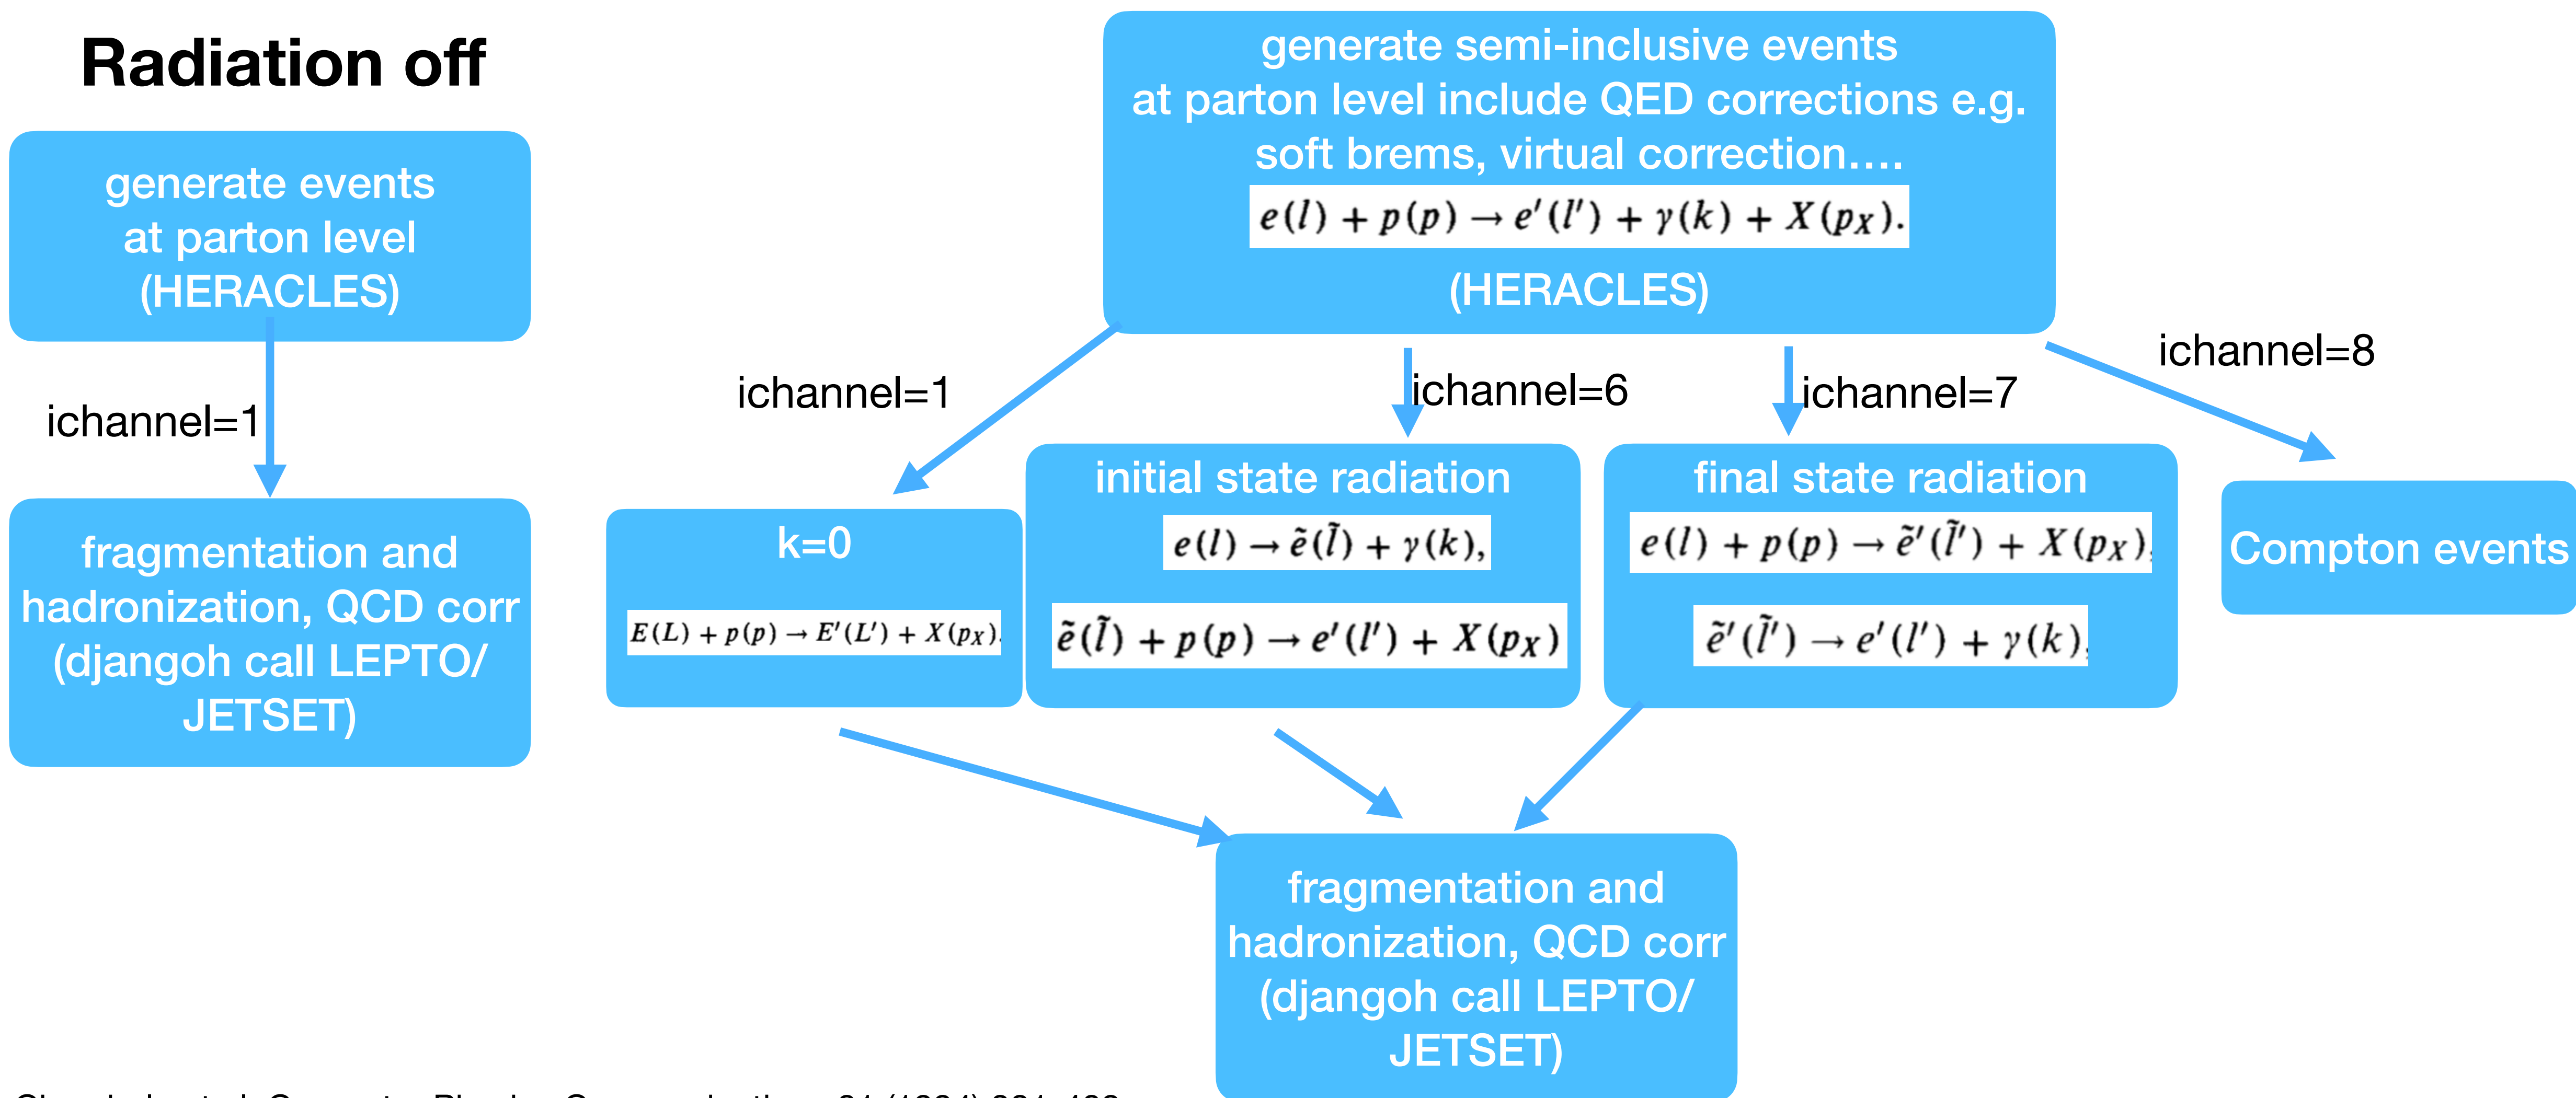 Radiation off
generate events
at parton level
(HERACLES)
ichannel=1
fragmentation and
hadronization, QCD corr
(djangoh call LEPTO/
JETSET)
generate semi-inclusive events
at parton level include QED corrections e.g.
soft brems, virtual correction....
e(l) + p(p) → e′(l′) + γ(k) + X(p_X).
(HERACLES)
ichannel=1
ichannel=6
ichannel=7
ichannel=8
k=0
E(L) + p(p) → E′(L′) + X(p_X).
initial state radiation
e(l) → ẽ(l̃) + γ(k),
ẽ(l̃) + p(p) → e′(l′) + X(p_X)
final state radiation
e(l) + p(p) → ẽ′(l̃′) + X(p_X),
ẽ′(l̃′) → e′(l′) + γ(k),
Compton events
fragmentation and
hadronization, QCD corr
(djangoh call LEPTO/
JETSET)